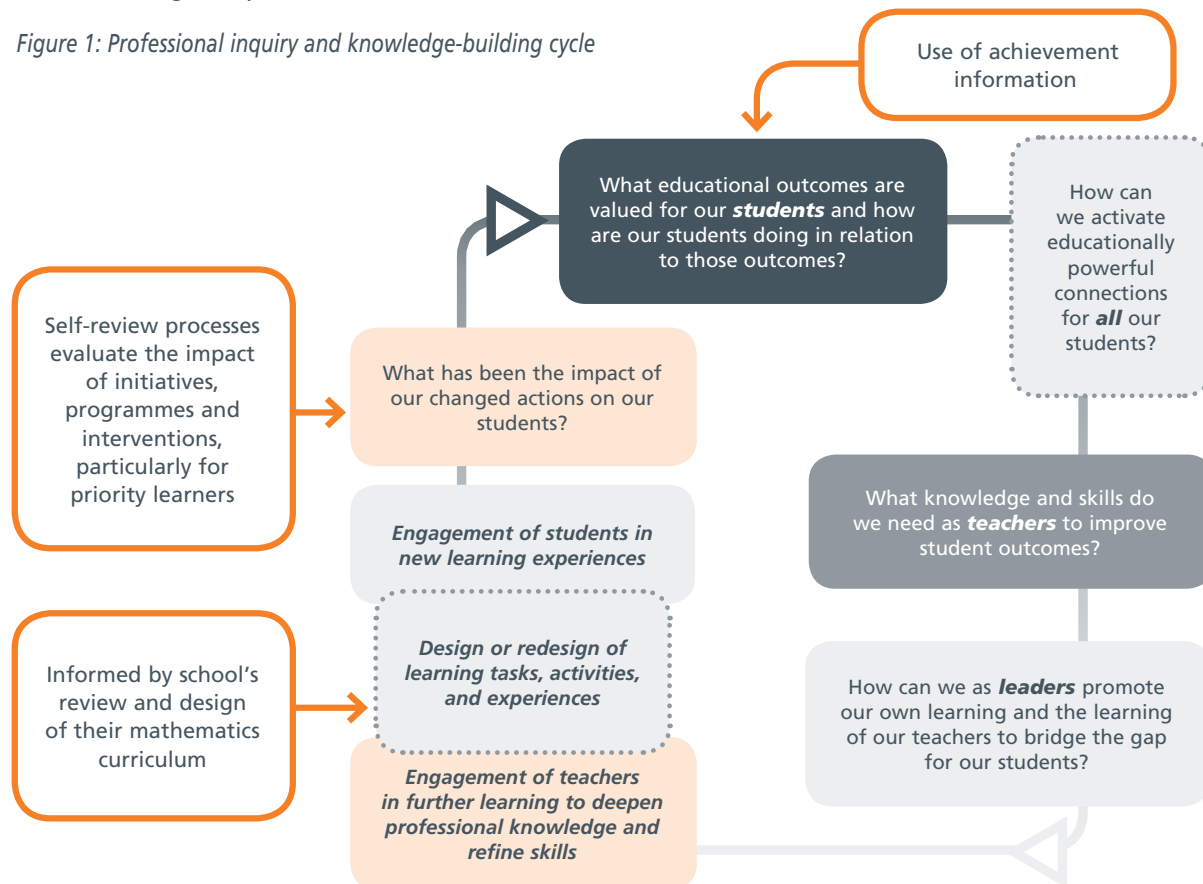 Figure 1: Professional inquiry and knowledge-building cycle
Use of achievement
information
What educational outcomes are
valued for our students and how
are our students doing in relation
to those outcomes?
How can
we activate
educationally
powerful
connections
for all our
students?
What knowledge and skills do
we need as teachers to improve
student outcomes?
How can we as leaders promote
our own learning and the learning
of our teachers to bridge the gap
for our students?
Engagement of teachers
in further learning to deepen
professional knowledge and
refine skills
Informed by school’s
review and design
of their mathematics
curriculum
Design or redesign of
learning tasks, activities,
and experiences
Engagement of students in
new learning experiences
Self-review processes
evaluate the impact
of initiatives,
programmes and
interventions,
particularly for
priority learners
What has been the impact of
our changed actions on our
students?